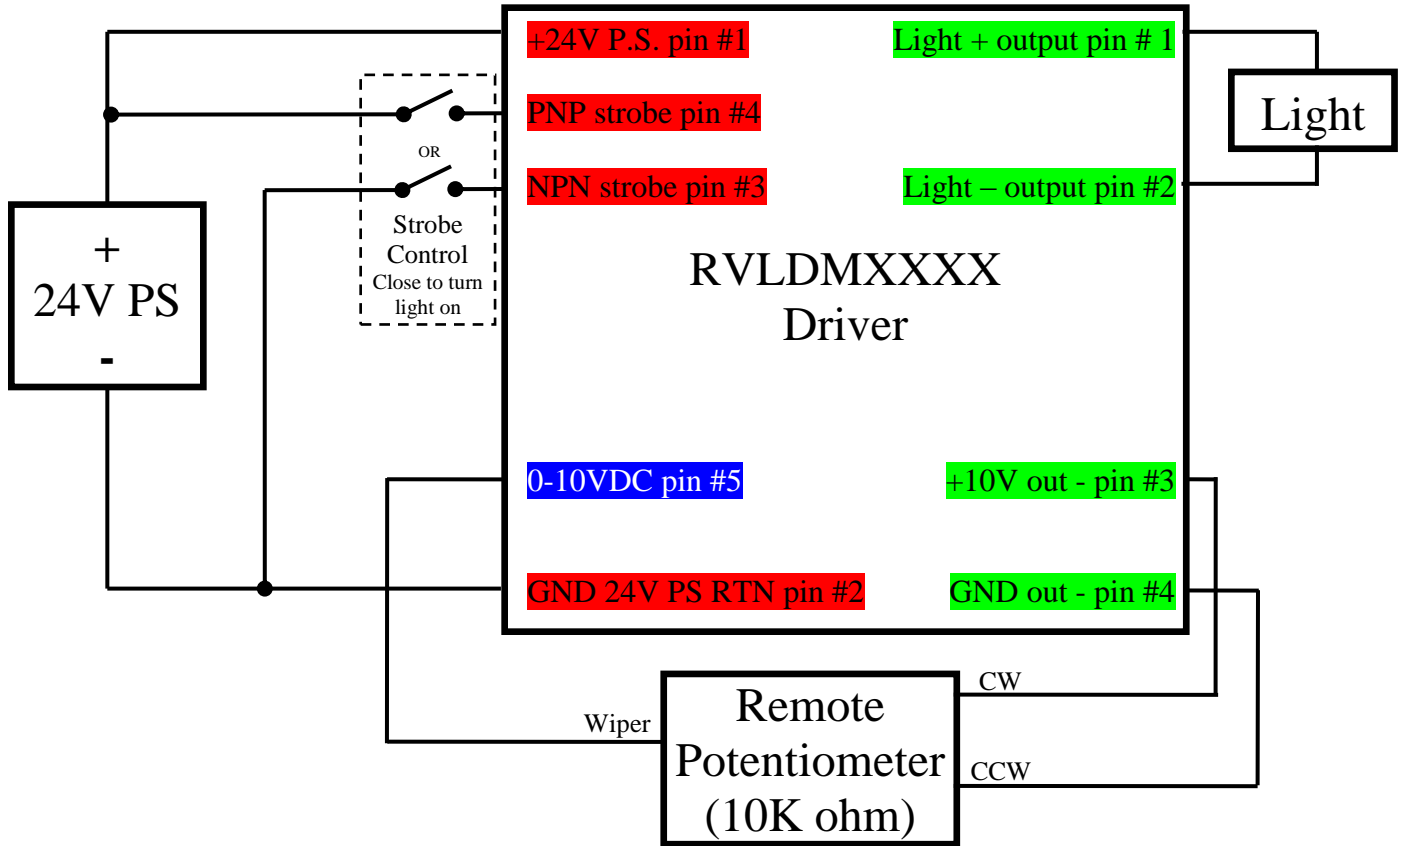 +24V P.S. pin #1
Light + output pin # 1
PNP strobe pin #4
Light
OR
NPN strobe pin #3
Light – output pin #2
Strobe
Control
Close to turn
light on
+
24V PS
-
RVLDMXXXX
Driver
0-10VDC pin #5
+10V out - pin #3
GND 24V PS RTN pin #2
GND out - pin #4
CW
Wiper
Remote
Potentiometer
(10K ohm)
CCW